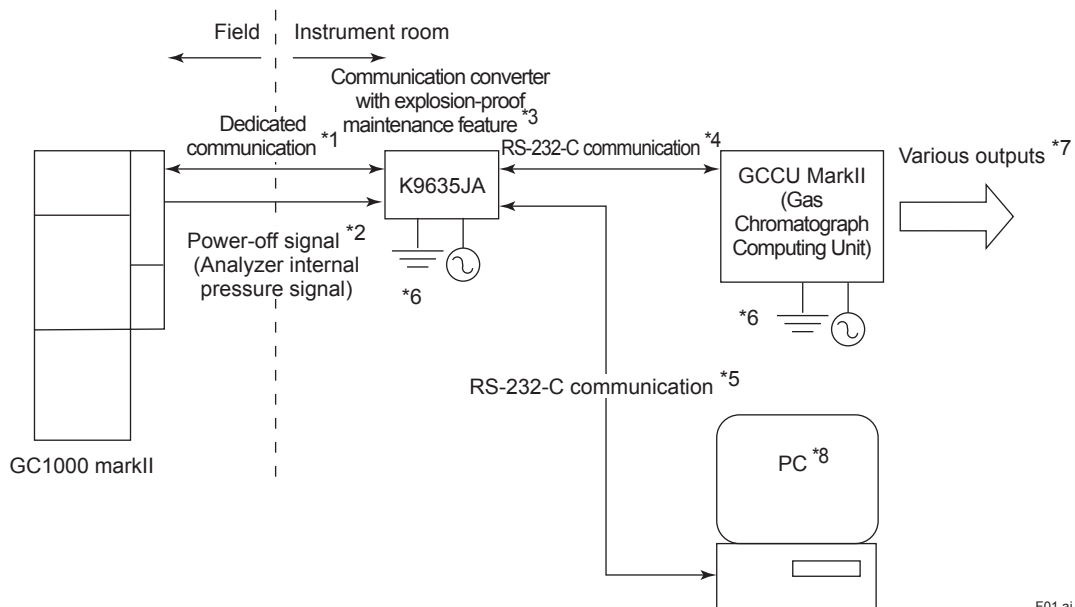 Field
Instrument room
Communication converter
with explosion-proof
maintenance feature *3
Dedicated
communication *1
RS-232-C communication *4
K9635JA
GCCU MarkII
(Gas
Chromatograph
Computing Unit)
Various outputs *7
Power-off signal *2
(Analyzer internal
pressure signal)
*6
*6
RS-232-C communication *5
GC1000 markII
PC *8